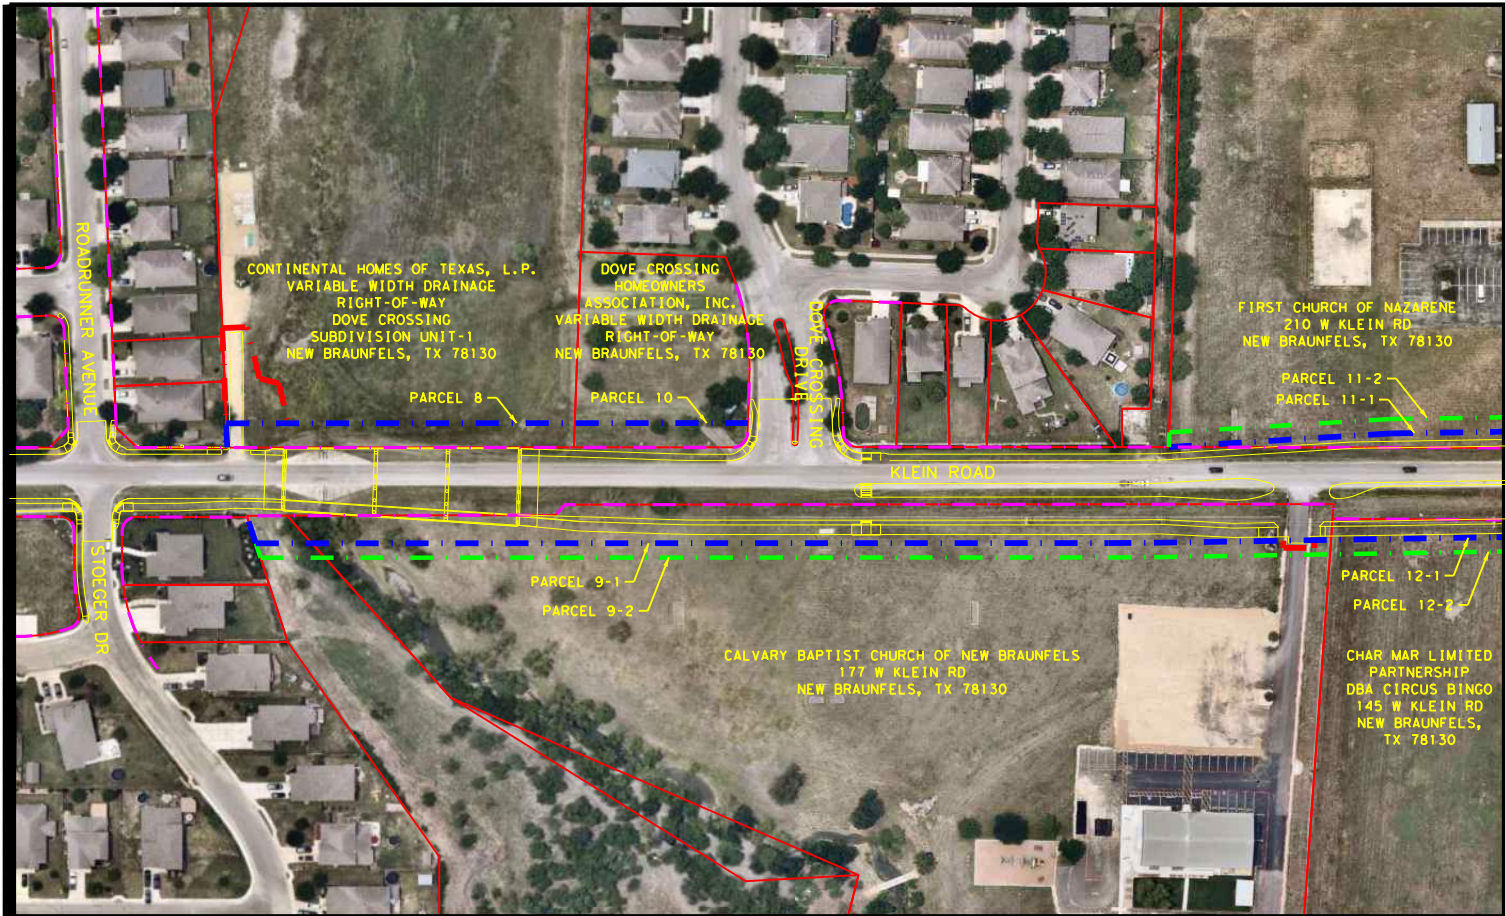 ROADRUNNER AVENUE
CONTINENTAL HOMES OF TEXAS, L.P.
VARIABLE WIDTH DRAINAGE
RIGHT-OF-WAY
DOVE CROSSING
SUBDIVISION UNIT-1
NEW BRAUNFELS, TX 78130
DOVE CROSSING
HOMEOWNERS
ASSOCIATION, INC.
VARIABLE WIDTH DRAINAGE
RIGHT-OF-WAY
NEW BRAUNFELS, TX 78130
DOVE CROSSING
DRIVE
FIRST CHURCH OF NAZARENE
210 W KLEIN RD
NEW BRAUNFELS, TX 78130
PARCEL 8
PARCEL 10
PARCEL 11-2
PARCEL 11-1
KLEIN ROAD
STOEGER DR
PARCEL 9-1
PARCEL 9-2
PARCEL 12-1
PARCEL 12-2
CALVARY BAPTIST CHURCH OF NEW BRAUNFELS
177 W KLEIN RD
NEW BRAUNFELS, TX 78130
CHAR MAR LIMITED
PARTNERSHIP
DBA CIRCUS BINGO
145 W KLEIN RD
NEW BRAUNFELS,
TX 78130